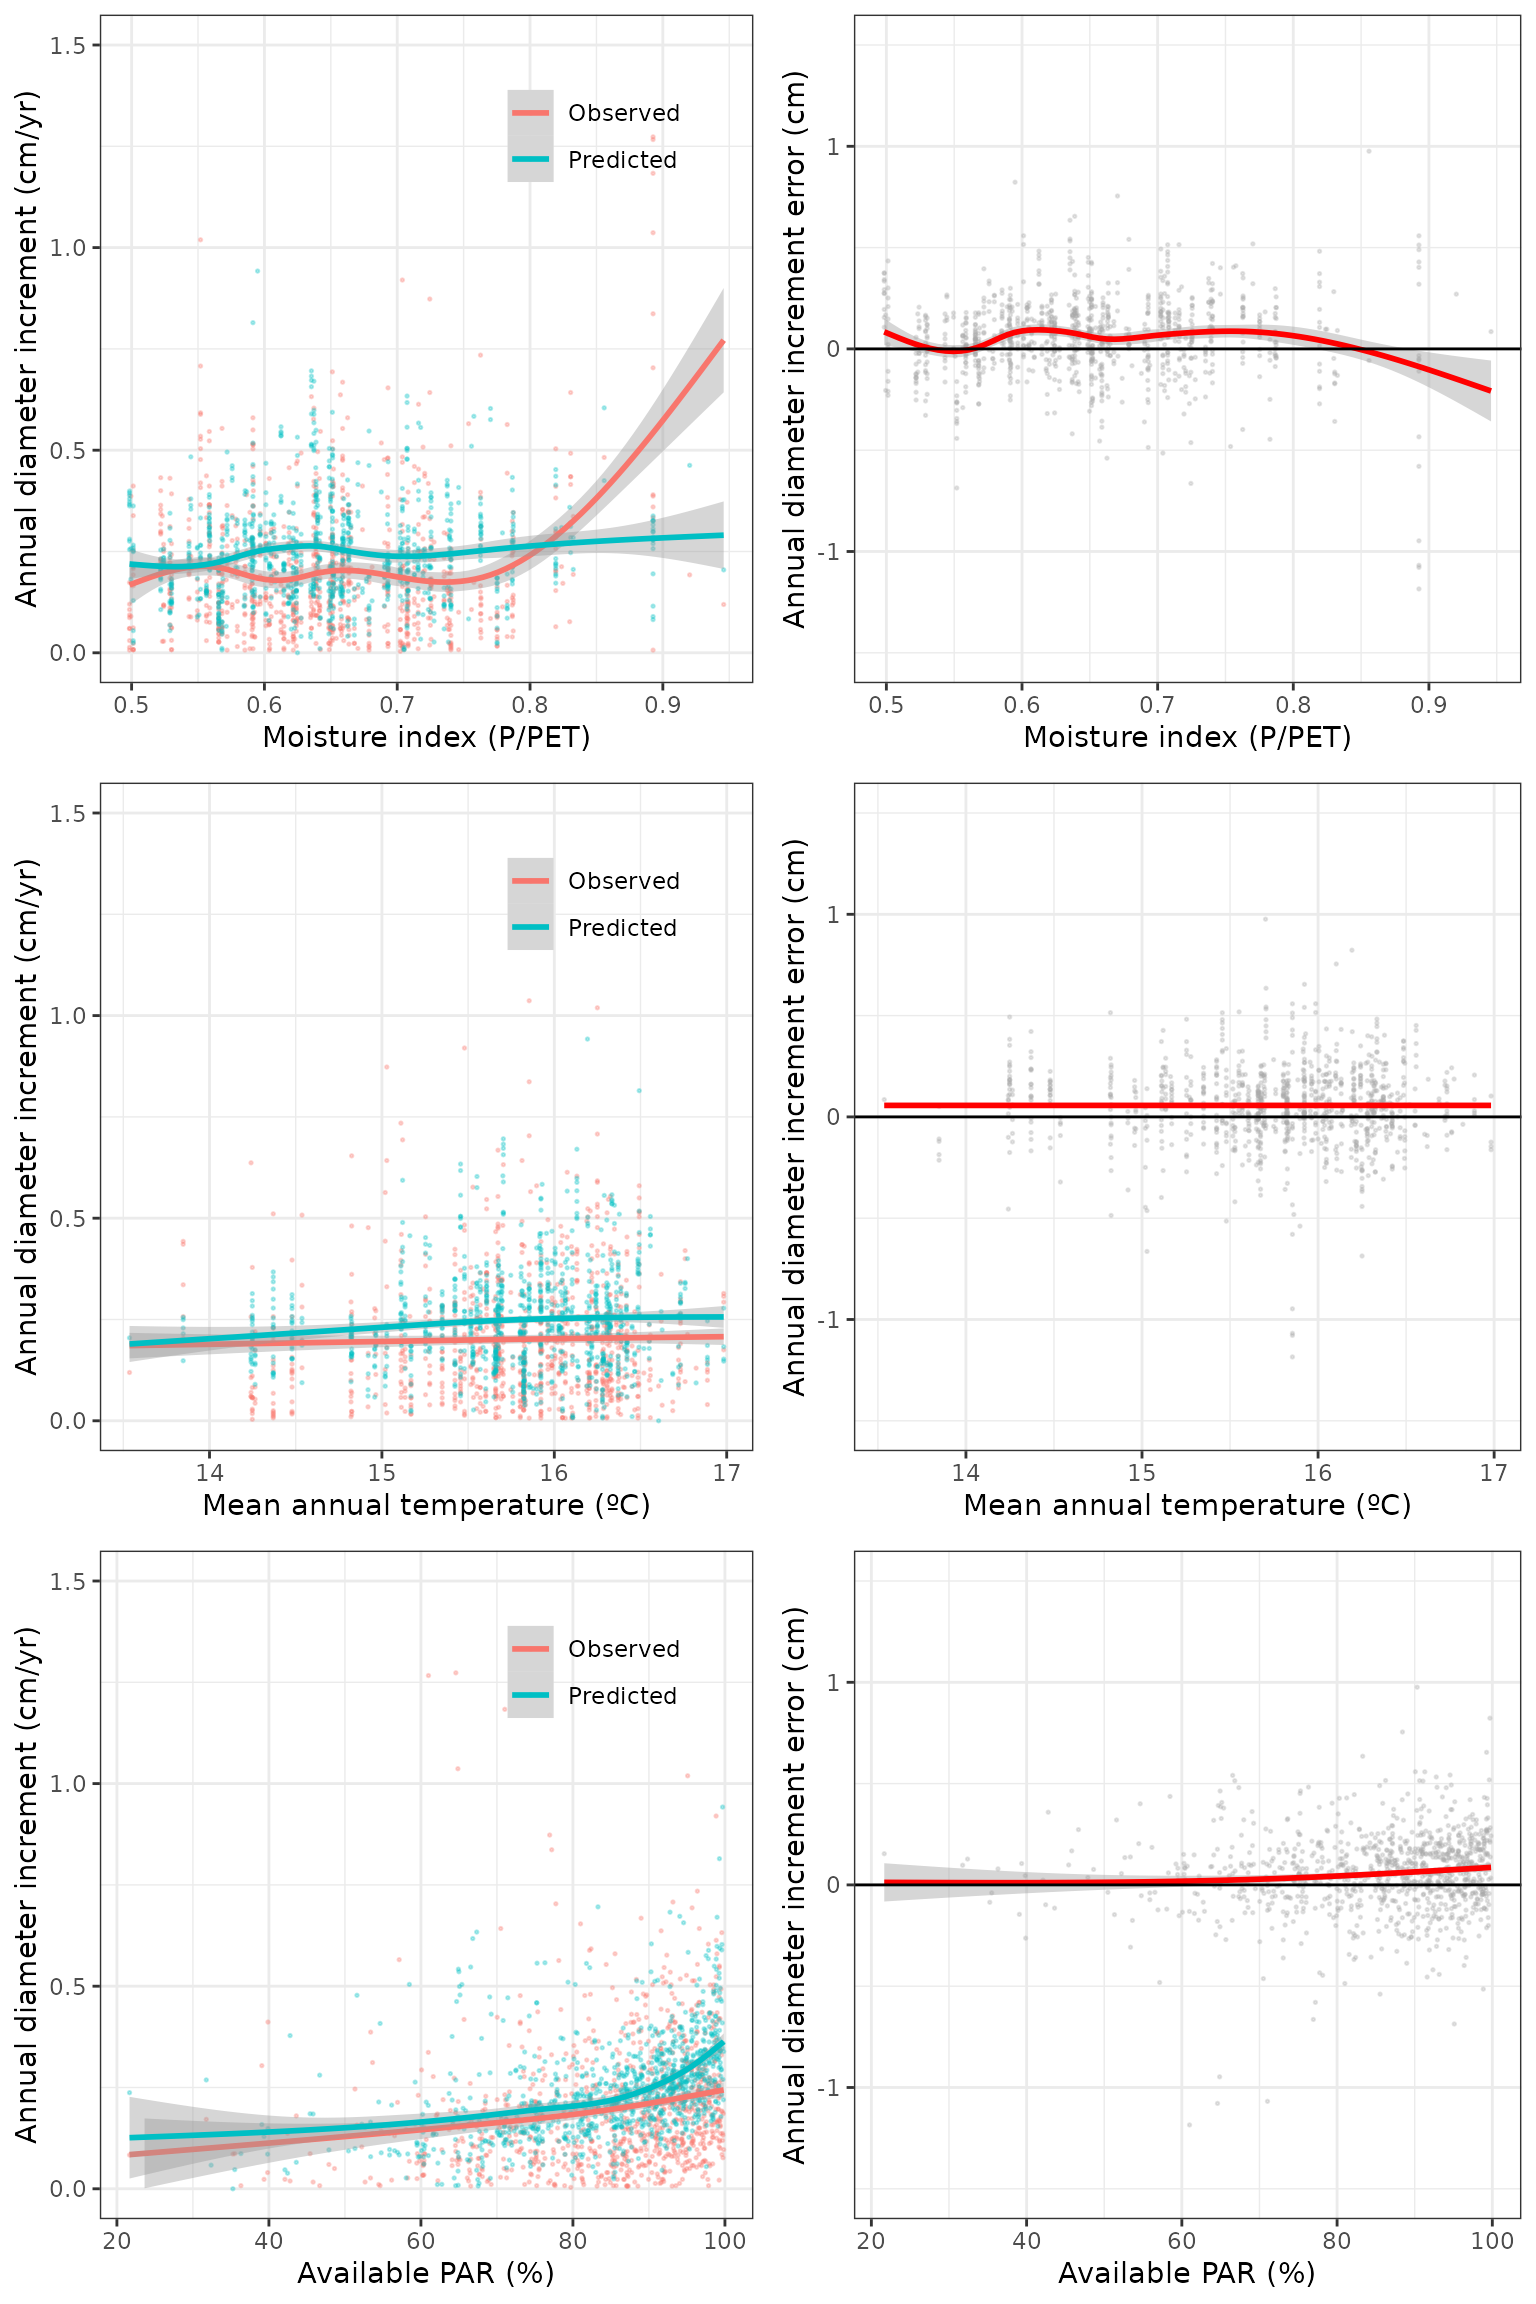 Annual diameter increment (cm/yr)
1.5
1.0
0.5
0.0
Observed
Predicted
0.5 0.6 0.7 0.8 0.9
Moisture index (P/PET)
Annual diameter increment error (cm)
1
0
-1
0.5 0.6 0.7 0.8 0.9
Moisture index (P/PET)
Annual diameter increment (cm/yr)
1.5
1.0
0.5
0.0
Observed
Predicted
14 15 16 17
Mean annual temperature (ºC)
Annual diameter increment error (cm)
1
0
-1
14 15 16 17
Mean annual temperature (ºC)
Annual diameter increment (cm/yr)
1.5
1.0
0.5
0.0
Observed
Predicted
20 40 60 80 100
Available PAR (%)
Annual diameter increment error (cm)
1
0
-1
20 40 60 80 100
Available PAR (%)